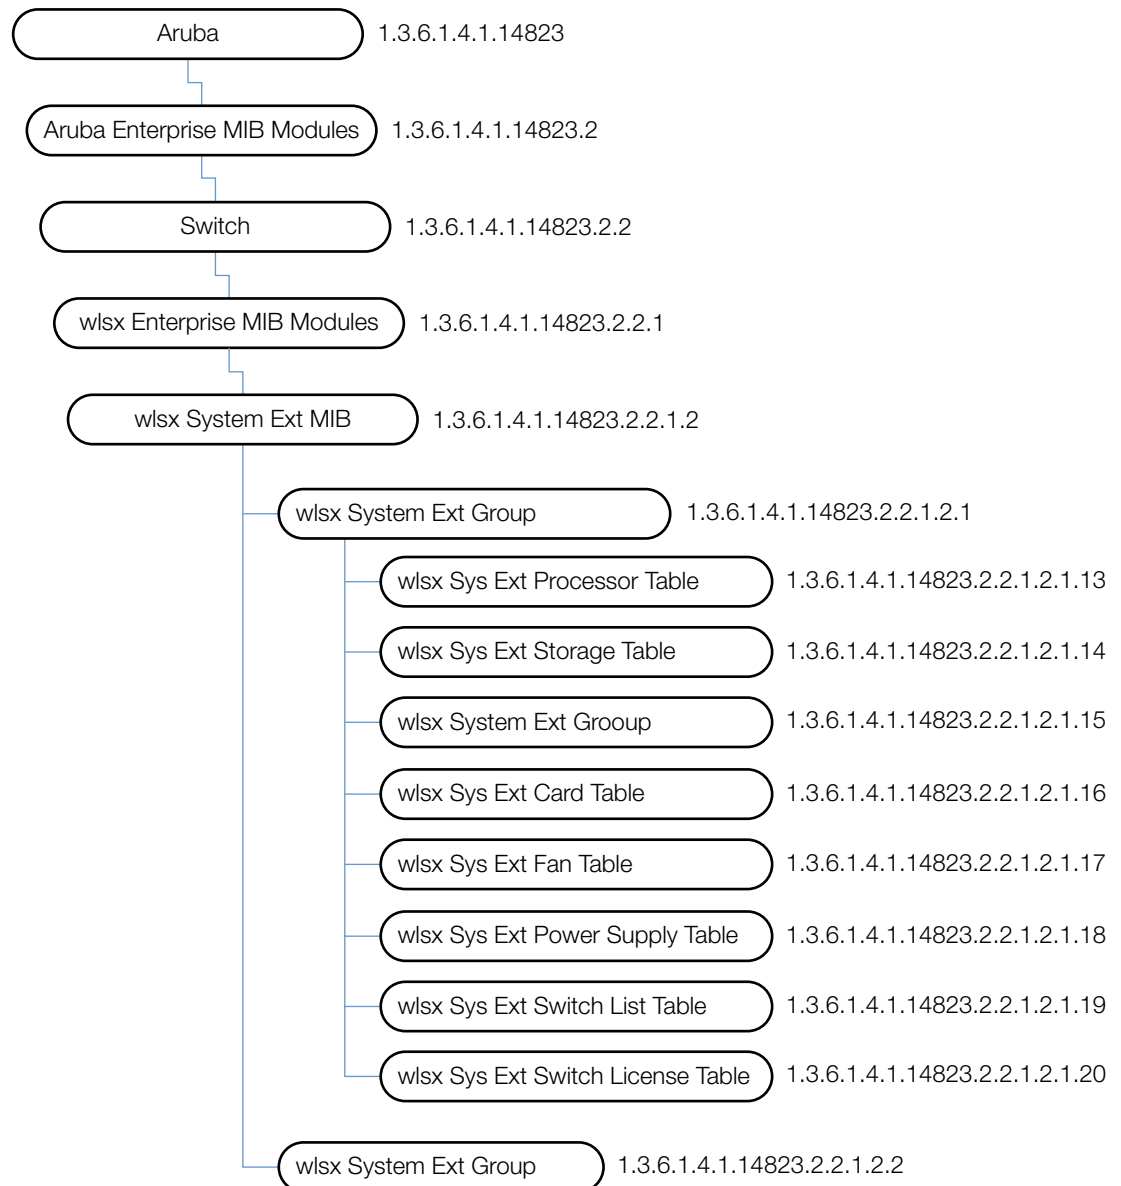 Aruba 1.3.6.1.4.1.14823
Aruba Enterprise MIB Modules 1.3.6.1.4.1.14823.2
Switch 1.3.6.1.4.1.14823.2.2
wlsx Enterprise MIB Modules 1.3.6.1.4.1.14823.2.2.1
wlsx System Ext MIB 1.3.6.1.4.1.14823.2.2.1.2
wlsx System Ext Group 1.3.6.1.4.1.14823.2.2.1.2.1
wlsx Sys Ext Processor Table 1.3.6.1.4.1.14823.2.2.1.2.1.13
wlsx Sys Ext Storage Table 1.3.6.1.4.1.14823.2.2.1.2.1.14
wlsx System Ext Grooup 1.3.6.1.4.1.14823.2.2.1.2.1.15
wlsx Sys Ext Card Table 1.3.6.1.4.1.14823.2.2.1.2.1.16
wlsx Sys Ext Fan Table 1.3.6.1.4.1.14823.2.2.1.2.1.17
wlsx Sys Ext Power Supply Table 1.3.6.1.4.1.14823.2.2.1.2.1.18
wlsx Sys Ext Switch List Table 1.3.6.1.4.1.14823.2.2.1.2.1.19
wlsx Sys Ext Switch License Table 1.3.6.1.4.1.14823.2.2.1.2.1.20
wlsx System Ext Group 1.3.6.1.4.1.14823.2.2.1.2.2